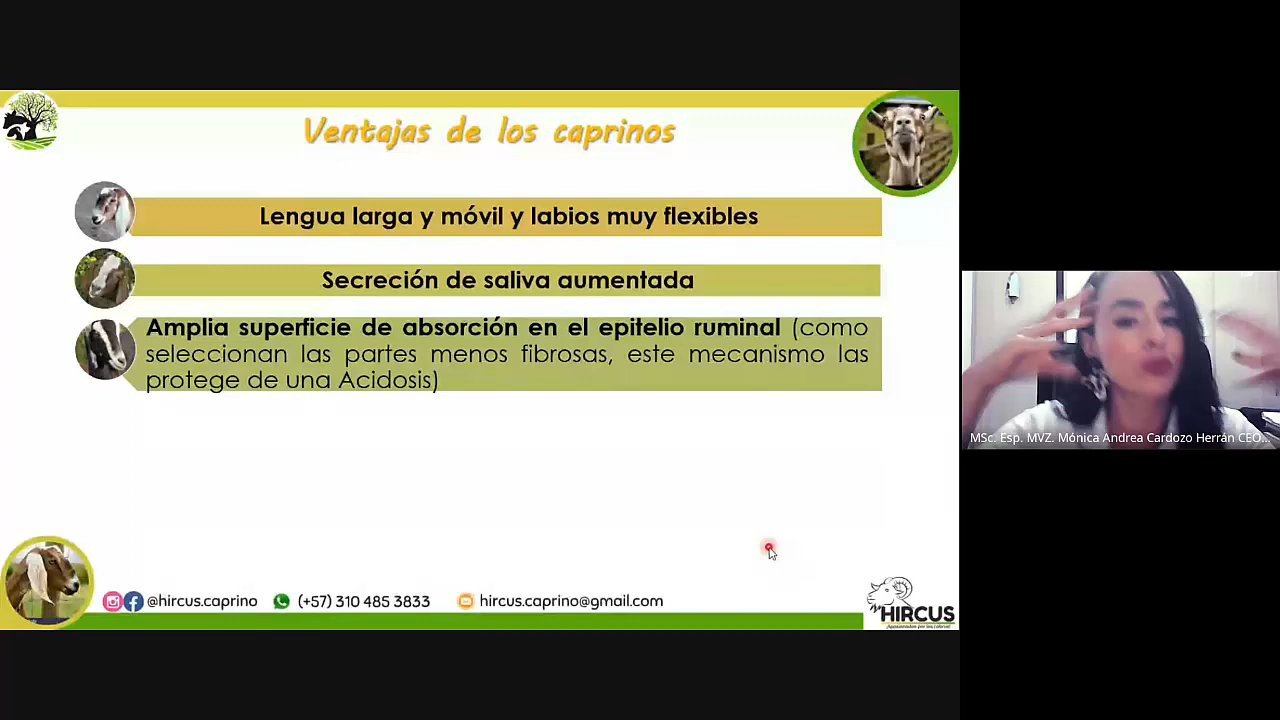 Ventajas de los caprinos
Lengua larga y móvil y labios muy flexibles
Secreción de saliva aumentada
Amplia superficie de absorción en el epitelio ruminal (como
seleccionan las partes menos fibrosas, este mecanismo las
protege de una Acidosis)
MSc. Esp. MVZ. Mónica Andrea Cardozo Herrán CEO...
@hircus.caprino (+57) 310 485 3833 hircus.caprino@gmail.com
HIRCUS